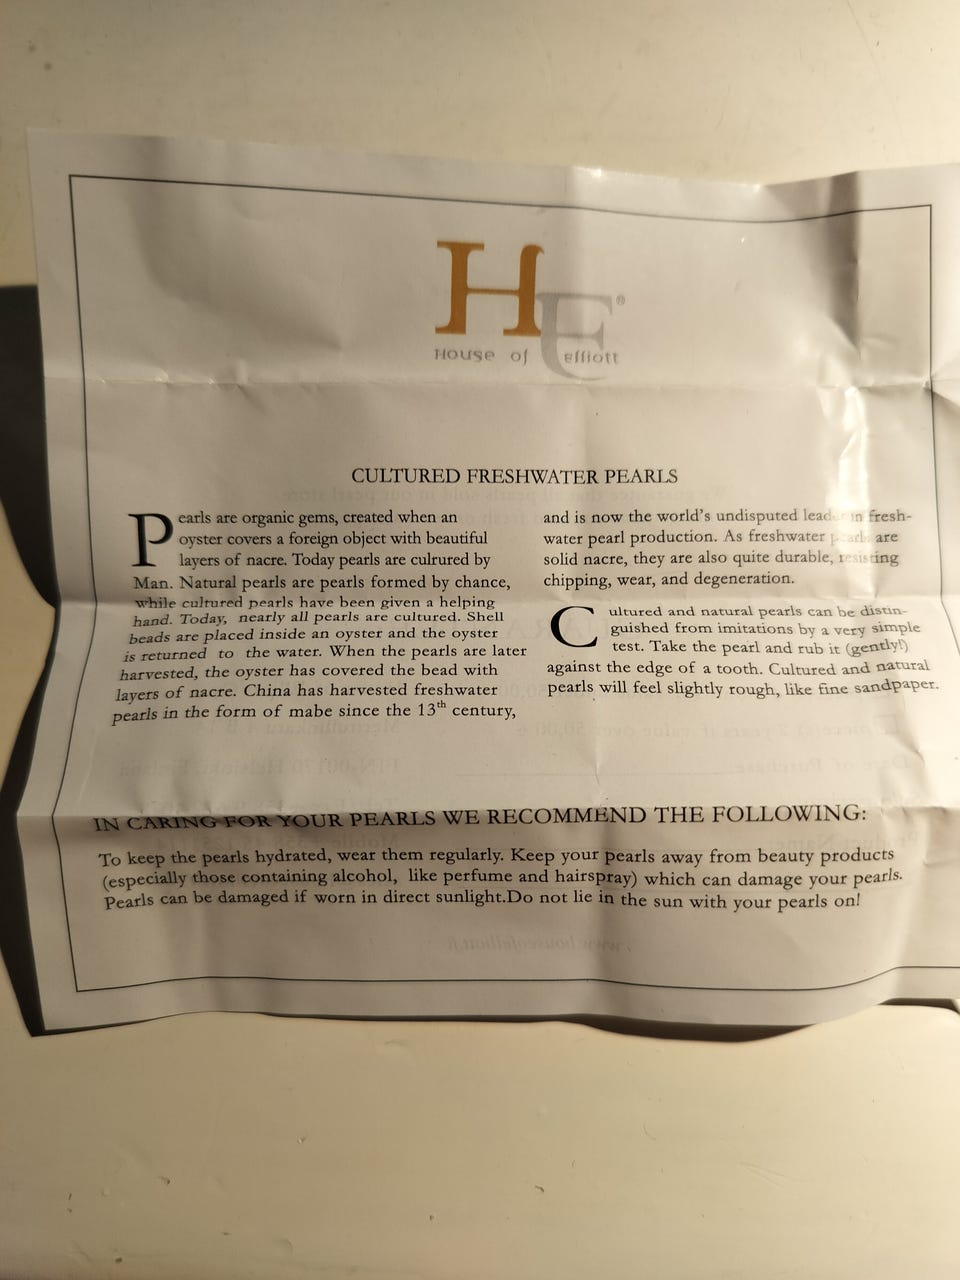 HE®
House of elliott
CULTURED FRESHWATER PEARLS
Pearls are organic gems, created when an
oyster covers a foreign object with beautiful
layers of nacre. Today pearls are culrured by
Man. Natural pearls are pearls formed by chance,
while cultured pearls have been given a helping
hand. Today, nearly all pearls are cultured. Shell
beads are placed inside an oyster and the oyster
is returned to the water. When the pearls are later
harvested, the oyster has covered the bead with
layers of nacre. China has harvested freshwater
pearls in the form of mabe since the 13th century,
and is now the world's undisputed leader in fresh-
water pearl production. As freshwater pearls are
solid nacre, they are also quite durable, resisting
chipping, wear, and degeneration.
Cultured and natural pearls can be distin-
guished from imitations by a very simple
test. Take the pearl and rub it (gently!)
against the edge of a tooth. Cultured and natural
pearls will feel slightly rough, like fine sandpaper.
IN CARING FOR YOUR PEARLS WE RECOMMEND THE FOLLOWING:
To keep the pearls hydrated, wear them regularly. Keep your pearls away from beauty products
(especially those containing alcohol, like perfume and hairspray) which can damage your pearls.
Pearls can be damaged if worn in direct sunlight.Do not lie in the sun with your pearls on!